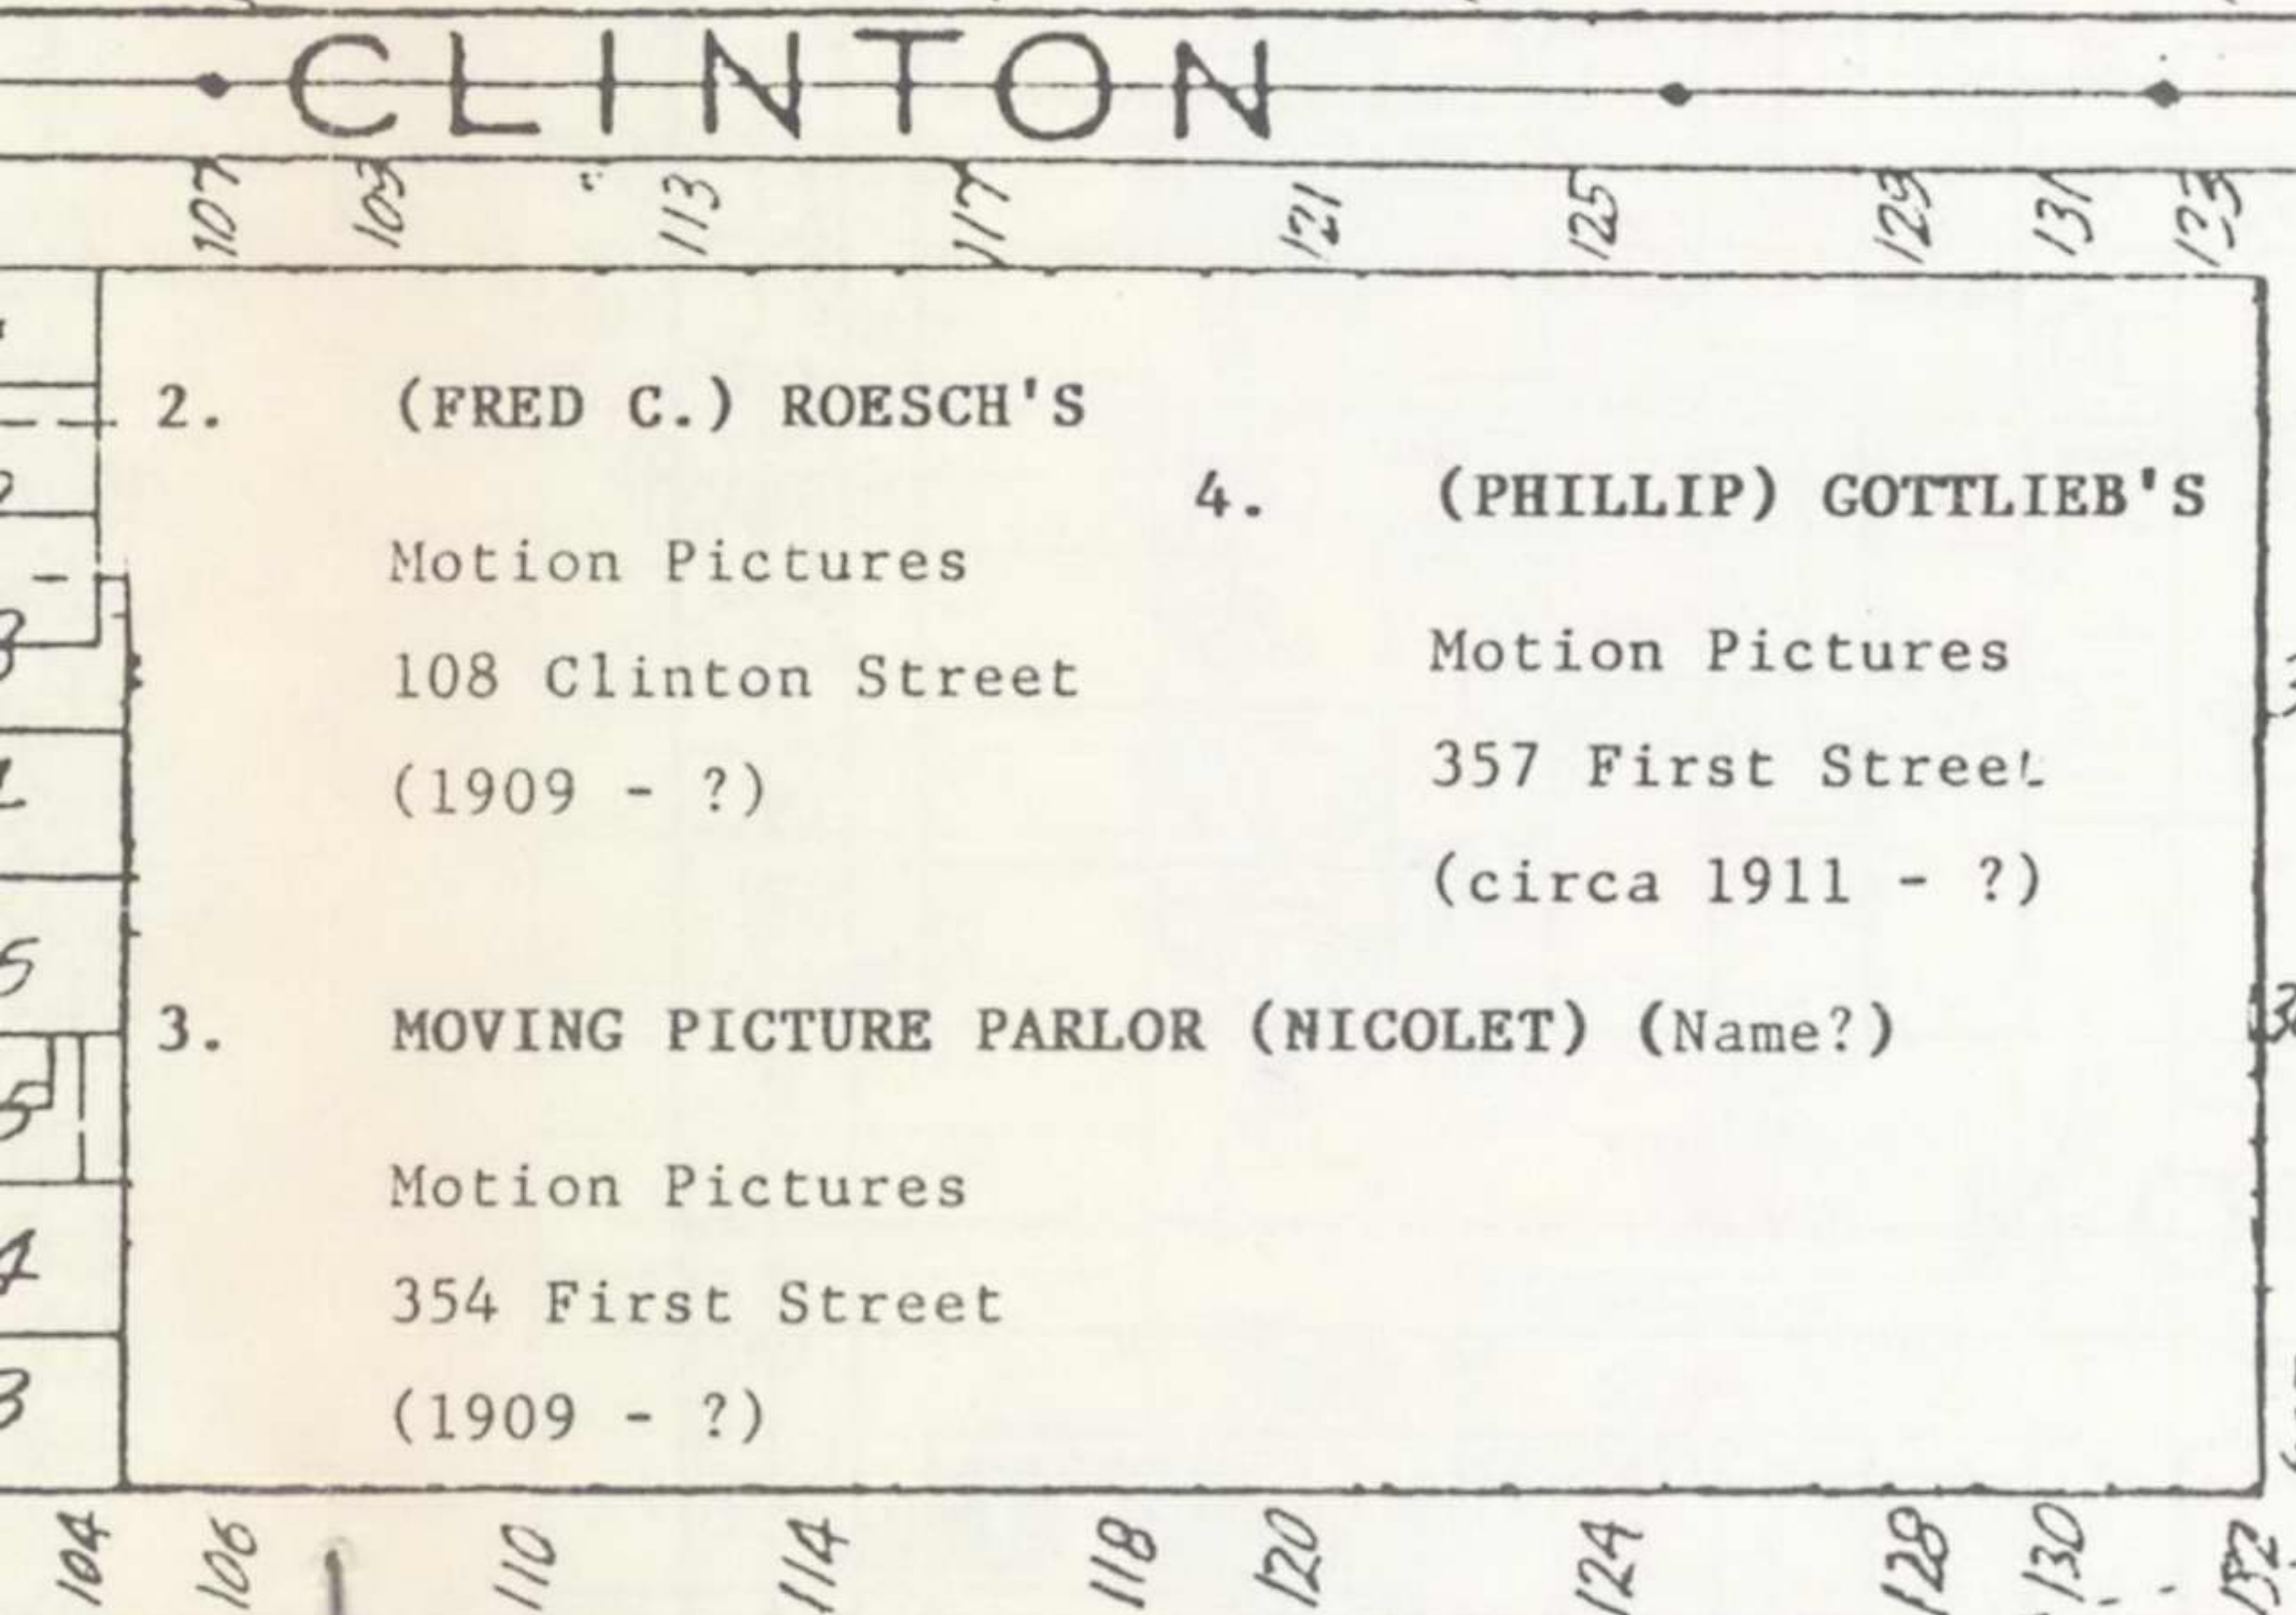 CLINTON
107 109 113 117 121 125 129 131 133
2. (FRED C.) ROESCH'S
Motion Pictures
108 Clinton Street
(1909 - ?)
4. (PHILLIP) GOTTLIEB'S
Motion Pictures
357 First Street
(circa 1911 - ?)
3. MOVING PICTURE PARLOR (NICOLET) (Name?)
Motion Pictures
354 First Street
(1909 - ?)
104 106 110 114 118 120 124 128 130 132